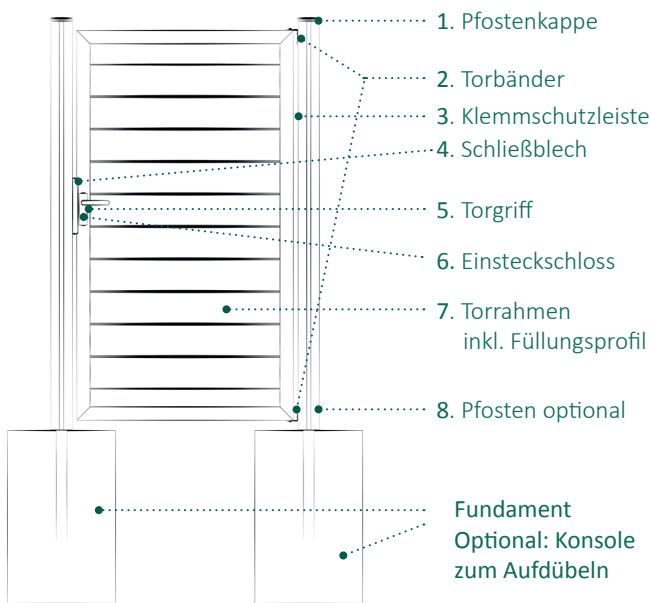 1. Pfostenkappe
2. Torbänder
3. Klemmschutzleiste
4. Schließblech
5. Torgriff
6. Einsteckschloss
7. Torrahmen
inkl. Füllungsprofil
8. Pfosten optional
Fundament
Optional: Konsole
zum Aufdübeln